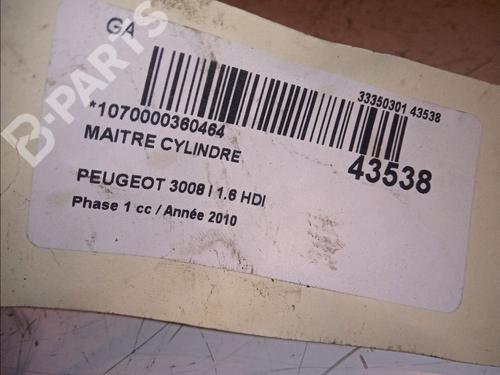 GA
B-PARTS
33350301 43538
*1070000360464
43538
MAITRE CYLINDRE
PEUGEOT 3008 I 1.6 HDI
Phase 1 cc / Année 2010